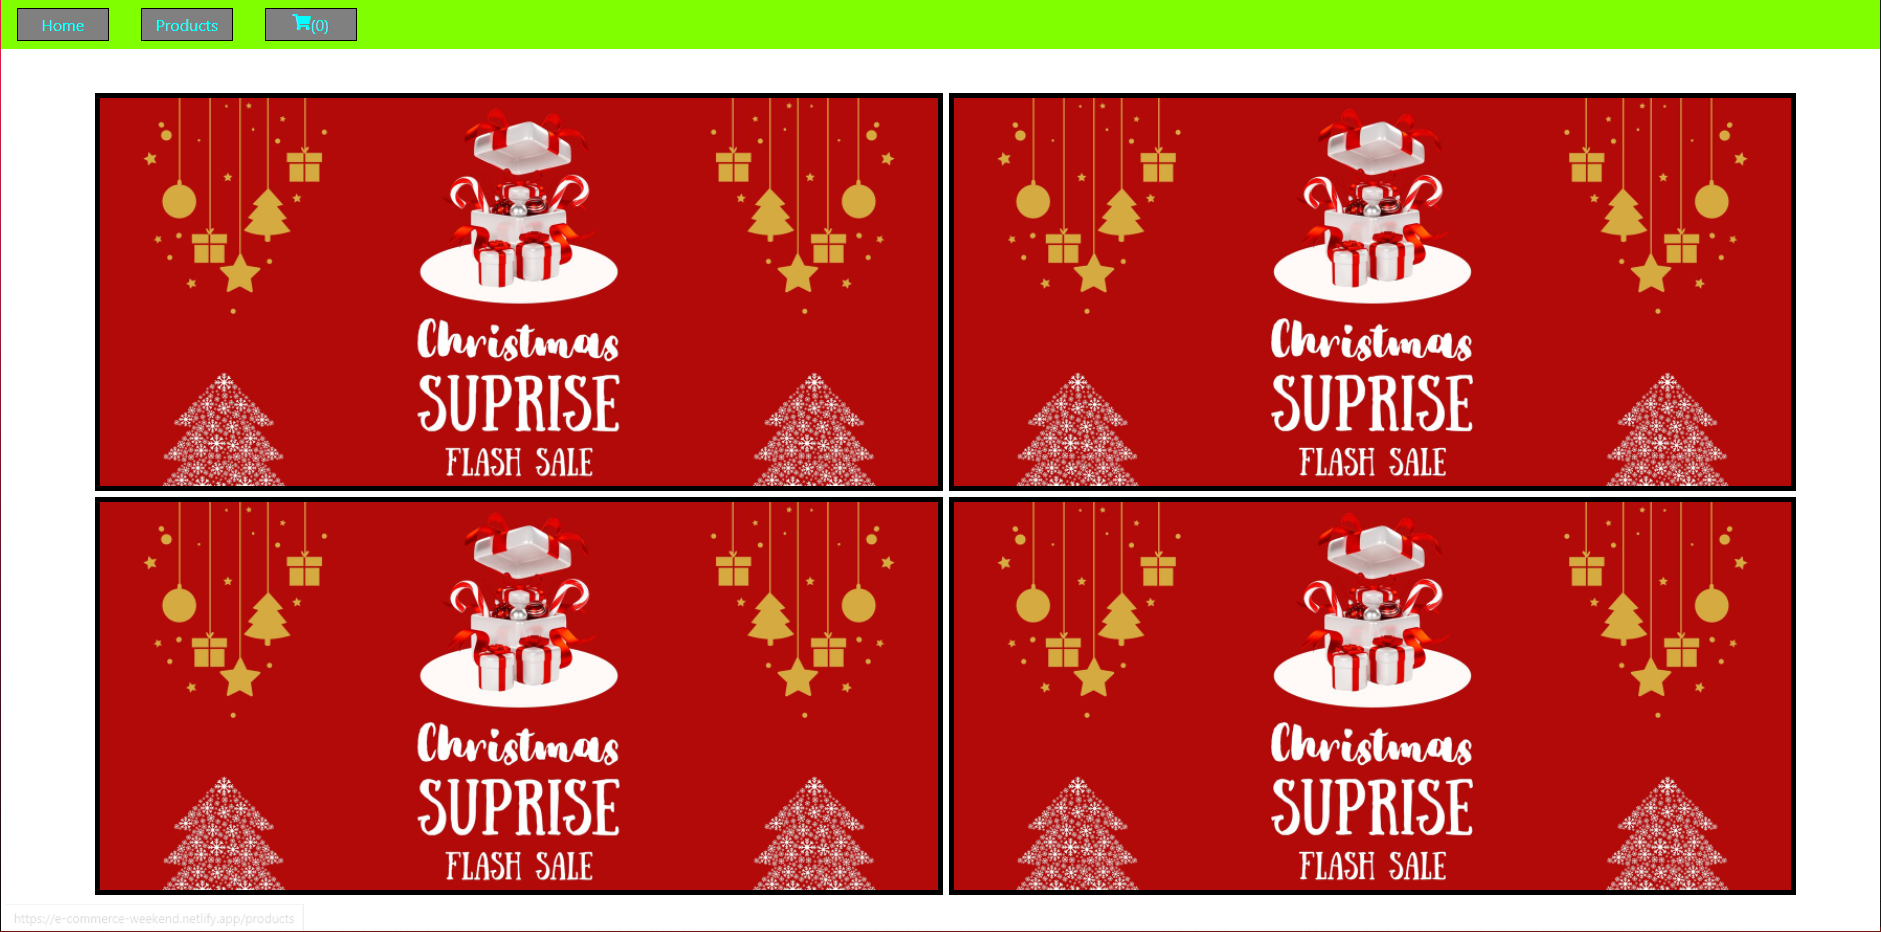 Home Products (0)
Christmas
SUPRISE
FLASH SALE
Christmas
SUPRISE
FLASH SALE
Christmas
SUPRISE
FLASH SALE
Christmas
SUPRISE
FLASH SALE
https://e-commerce-weekend.netlify.app/products